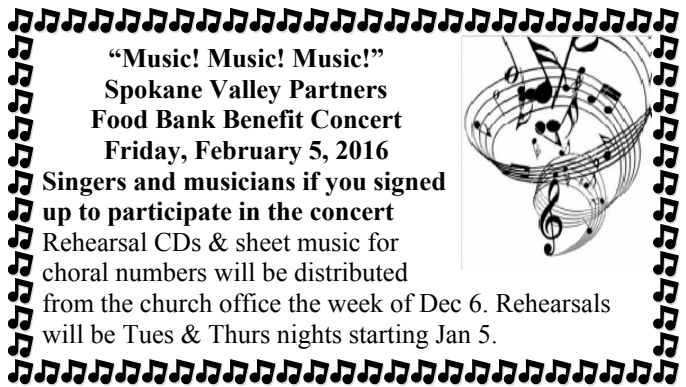 “Music! Music! Music!”
Spokane Valley Partners
Food Bank Benefit Concert
Friday, February 5, 2016
Singers and musicians if you signed
up to participate in the concert
Rehearsal CDs & sheet music for
choral numbers will be distributed
from the church office the week of Dec 6. Rehearsals
will be Tues & Thurs nights starting Jan 5.